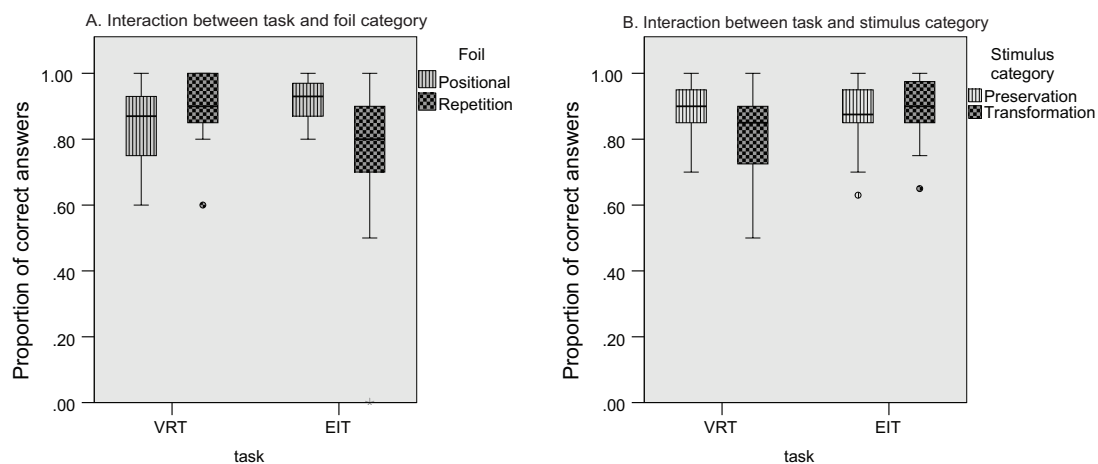 A. Interaction between task and foil category
Foil
Positional
Repetition
1.00
.80
.60
.40
.20
.00
Proportion of correct answers
VRT
EIT
task
B. Interaction between task and stimulus category
Stimulus
category
Preservation
Transformation
1.00
.80
.60
.40
.20
.00
Proportion of correct answers
VRT
EIT
task